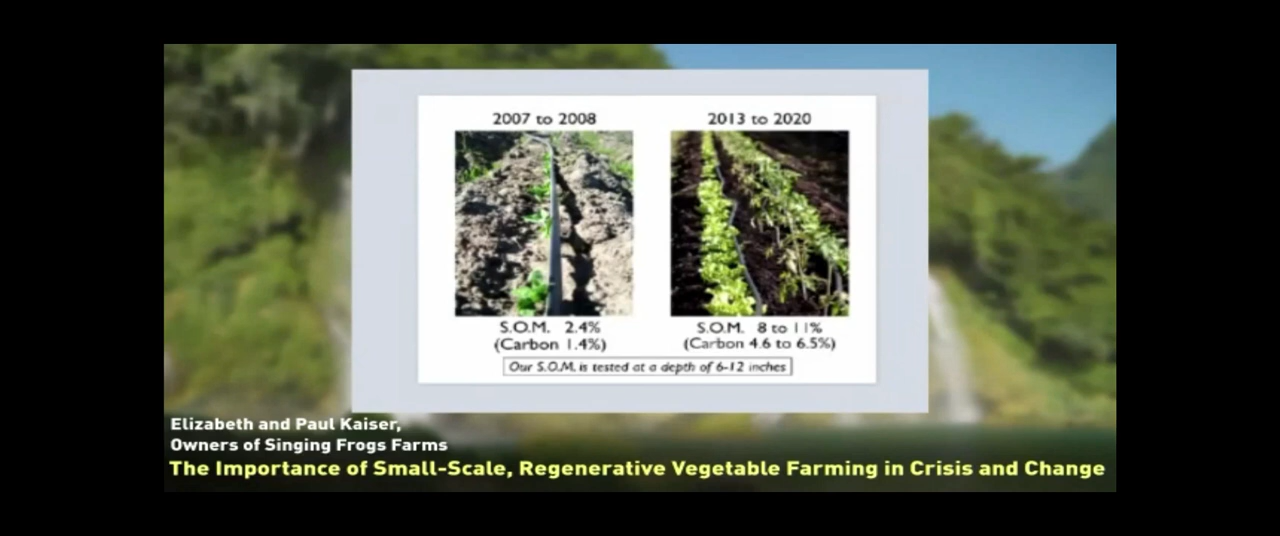 2007 to 2008
2013 to 2020
S.O.M. 2.4%
(Carbon 1.4%)
S.O.M. 8 to 11%
(Carbon 4.6 to 6.5%)
Our S.O.M. is tested at a depth of 6-12 inches
Elizabeth and Paul Kaiser,
Owners of Singing Frogs Farms
The Importance of Small-Scale, Regenerative Vegetable Farming in Crisis and Change